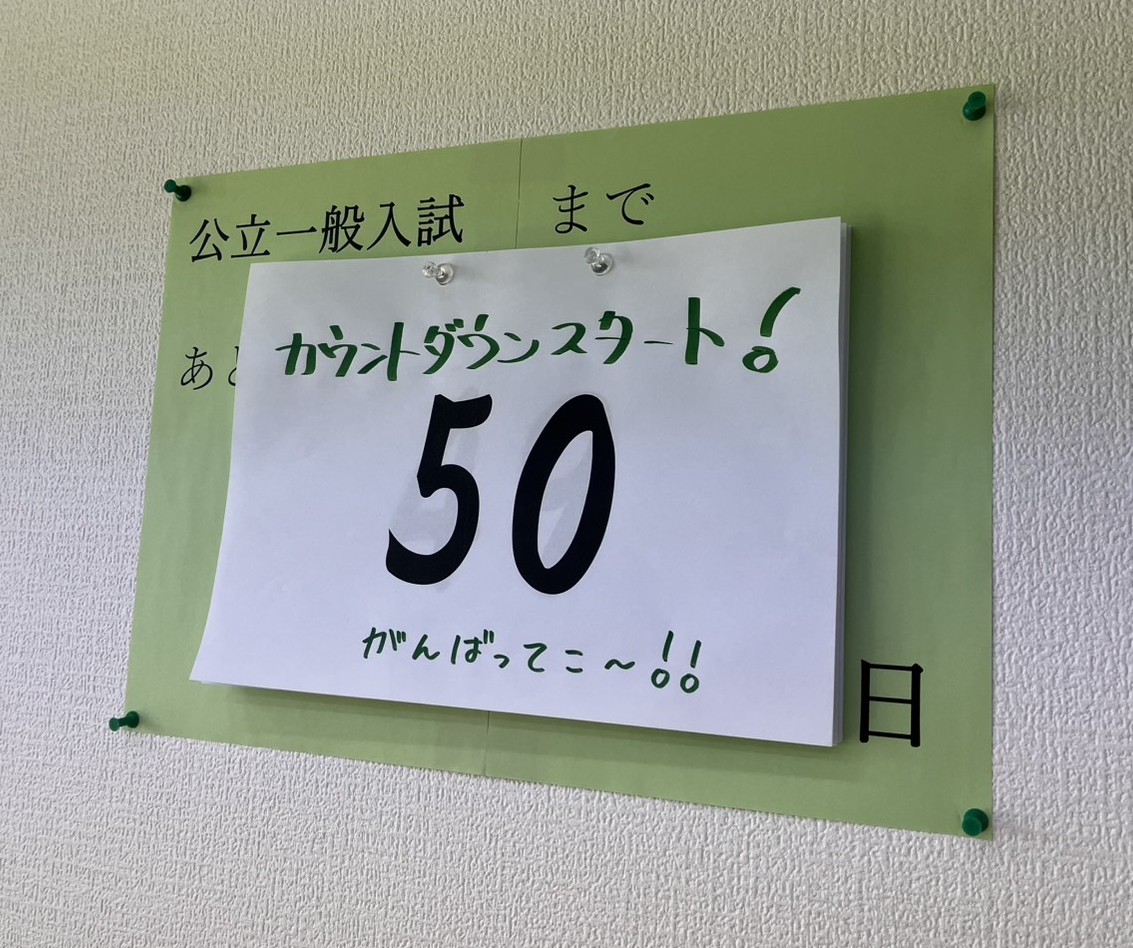 公立一般入試 まで
カウントダウンスタート!
あと
50
がんばってこ～!!
日